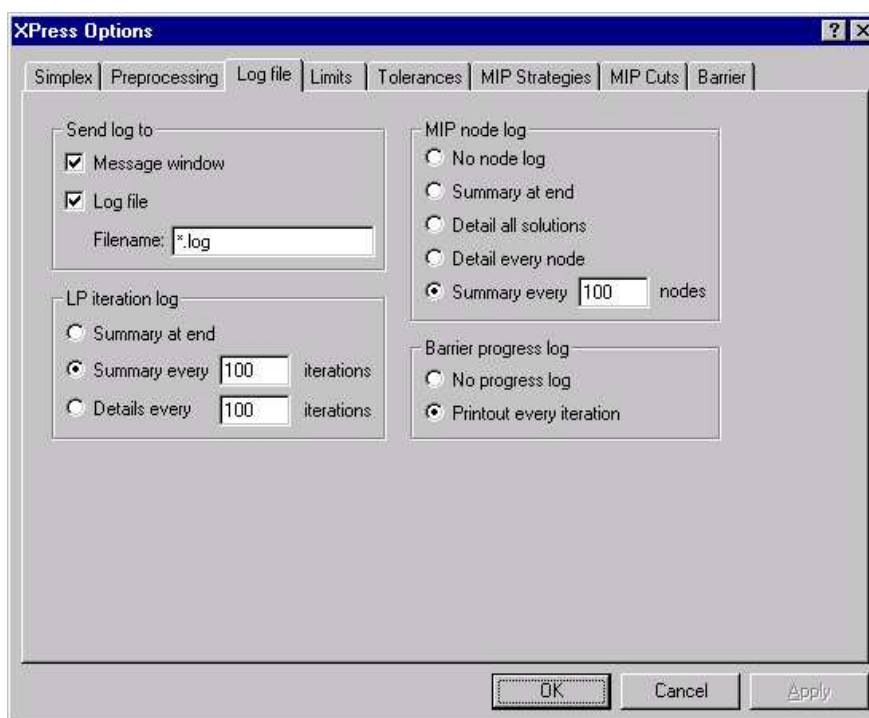 XPress Options
Simplex Preprocessing Log file Limits Tolerances MIP Strategies MIP Cuts Barrier
Send log to
Message window
Log file
Filename: *.log
LP iteration log
Summary at end
Summary every 100 iterations
Details every 100 iterations
MIP node log
No node log
Summary at end
Detail all solutions
Detail every node
Summary every 100 nodes
Barrier progress log
No progress log
Printout every iteration
OK Cancel Apply